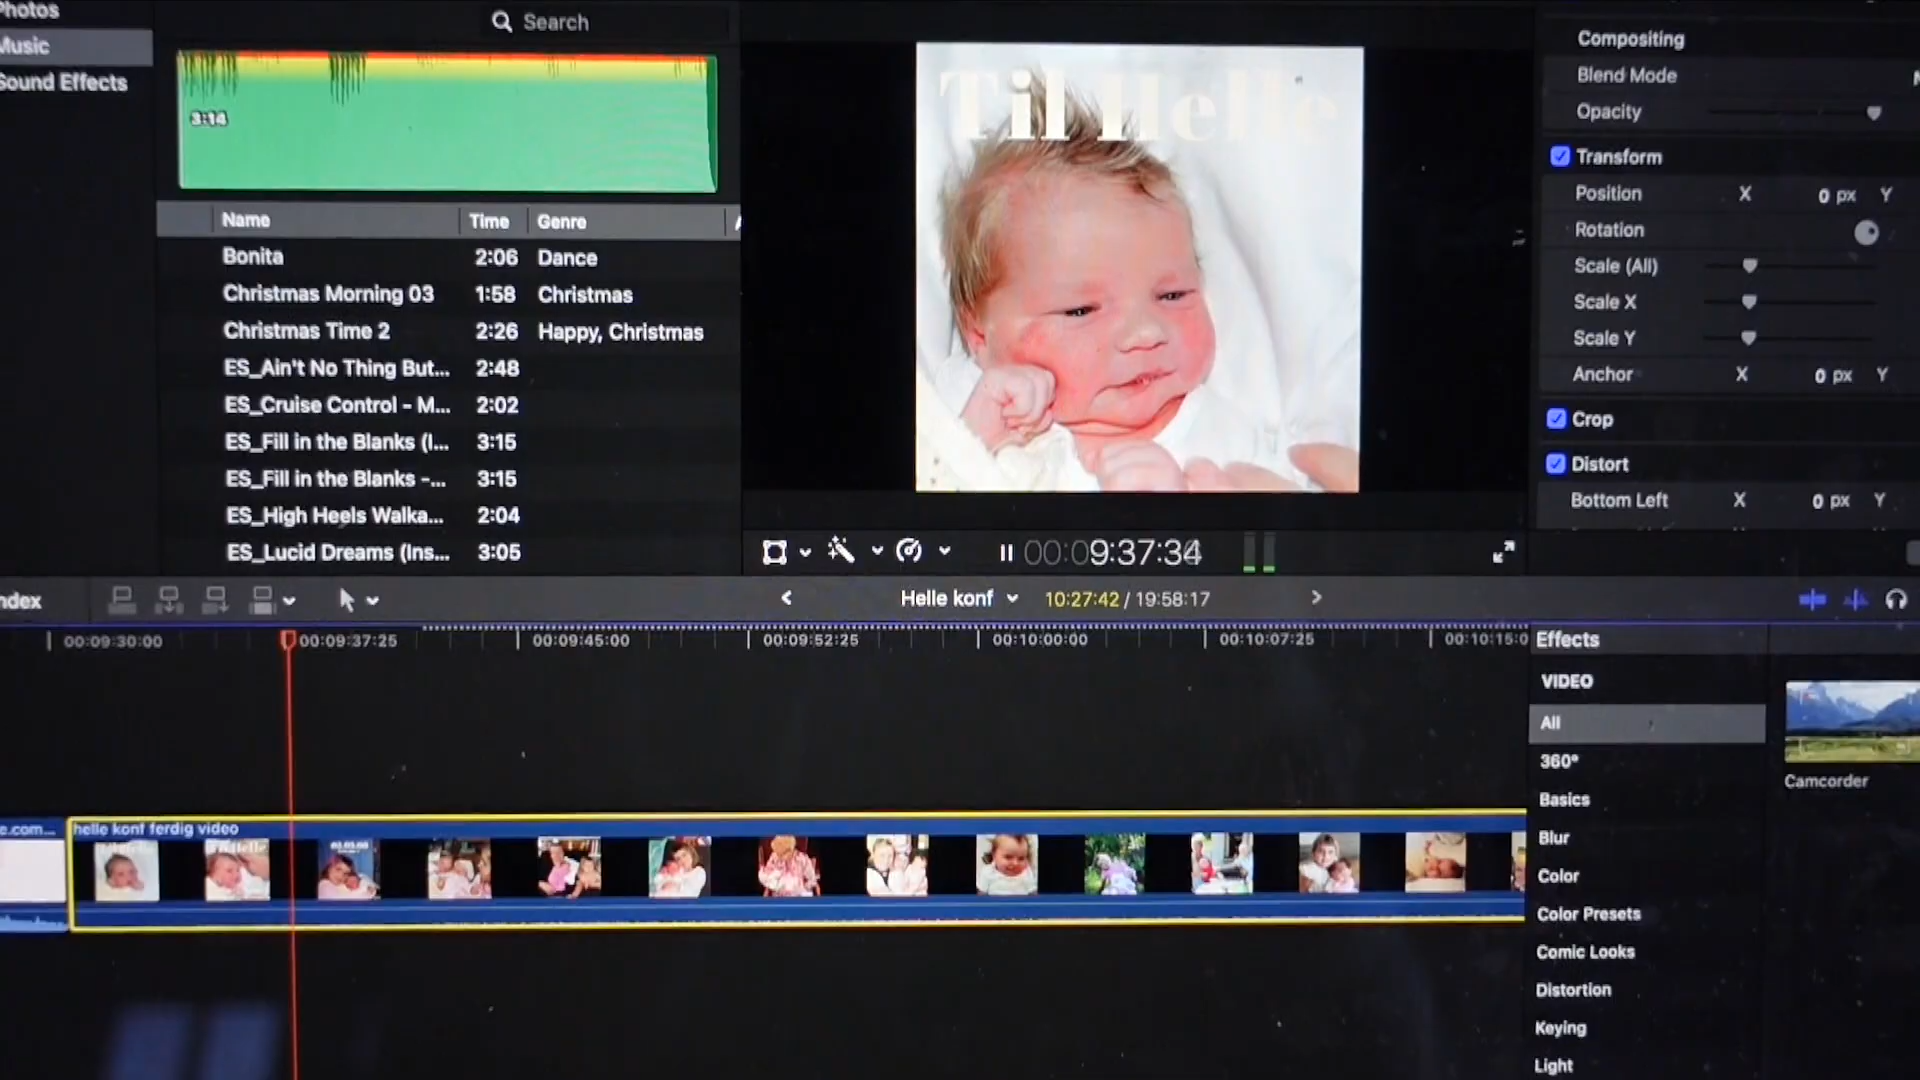 Photos
Music
Sound Effects
Search
3:14
Name Time Genre
Bonita 2:06 Dance
Christmas Morning 03 1:58 Christmas
Christmas Time 2 2:26 Happy, Christmas
ES_Ain't No Thing But... 2:48
ES_Cruise Control - M... 2:02
ES_Fill in the Blanks (I... 3:15
ES_Fill in the Blanks -... 3:15
ES_High Heels Walka... 2:04
ES_Lucid Dreams (Ins... 3:05
Til Helle
00:09:37:34
Compositing
Blend Mode
Opacity
Transform
Position X 0 px Y
Rotation
Scale (All)
Scale X
Scale Y
Anchor X 0 px Y
Crop
Distort
Bottom Left X 0 px Y
ndex
Helle konf 10:27:42 / 19:58:17
00:09:30:00 00:09:37:25 00:09:45:00 00:09:52:25 00:10:00:00 00:10:07:25 00:10:15:0
e.com...
helle konf ferdig video
Effects
VIDEO
All
360°
Basics
Blur
Color
Color Presets
Comic Looks
Distortion
Keying
Light
Camcorder